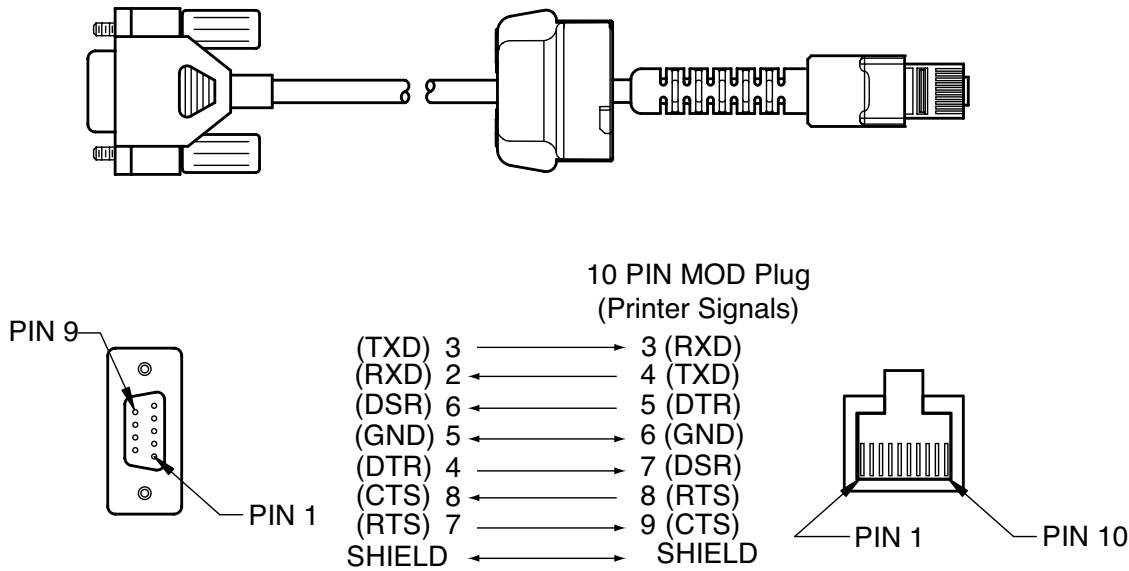 10 PIN MOD Plug
(Printer Signals)
PIN 9
(TXD) 3 3 (RXD)
(RXD) 2 4 (TXD)
(DSR) 6 5 (DTR)
(GND) 5 6 (GND)
(DTR) 4 7 (DSR)
(CTS) 8 8 (RTS)
(RTS) 7 9 (CTS)
SHIELD SHIELD
PIN 1
PIN 1
PIN 10